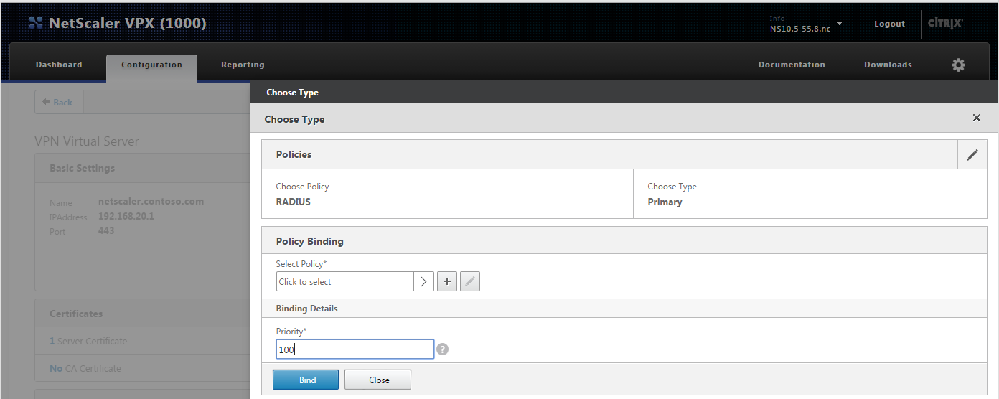 NetScaler VPX (1000)
Info
NS10.5 55.8.nc
Logout
CITRIX
Dashboard
Configuration
Reporting
Documentation
Downloads
Back
Choose Type
Choose Type
VPN Virtual Server
Basic Settings
Name netscaler.contoso.com
IPAddress 192.168.20.1
Port 443
Certificates
1 Server Certificate
No CA Certificate
Policies
Choose Policy
RADIUS
Choose Type
Primary
Policy Binding
Select Policy*
Click to select
Binding Details
Priority*
100
?
Bind
Close